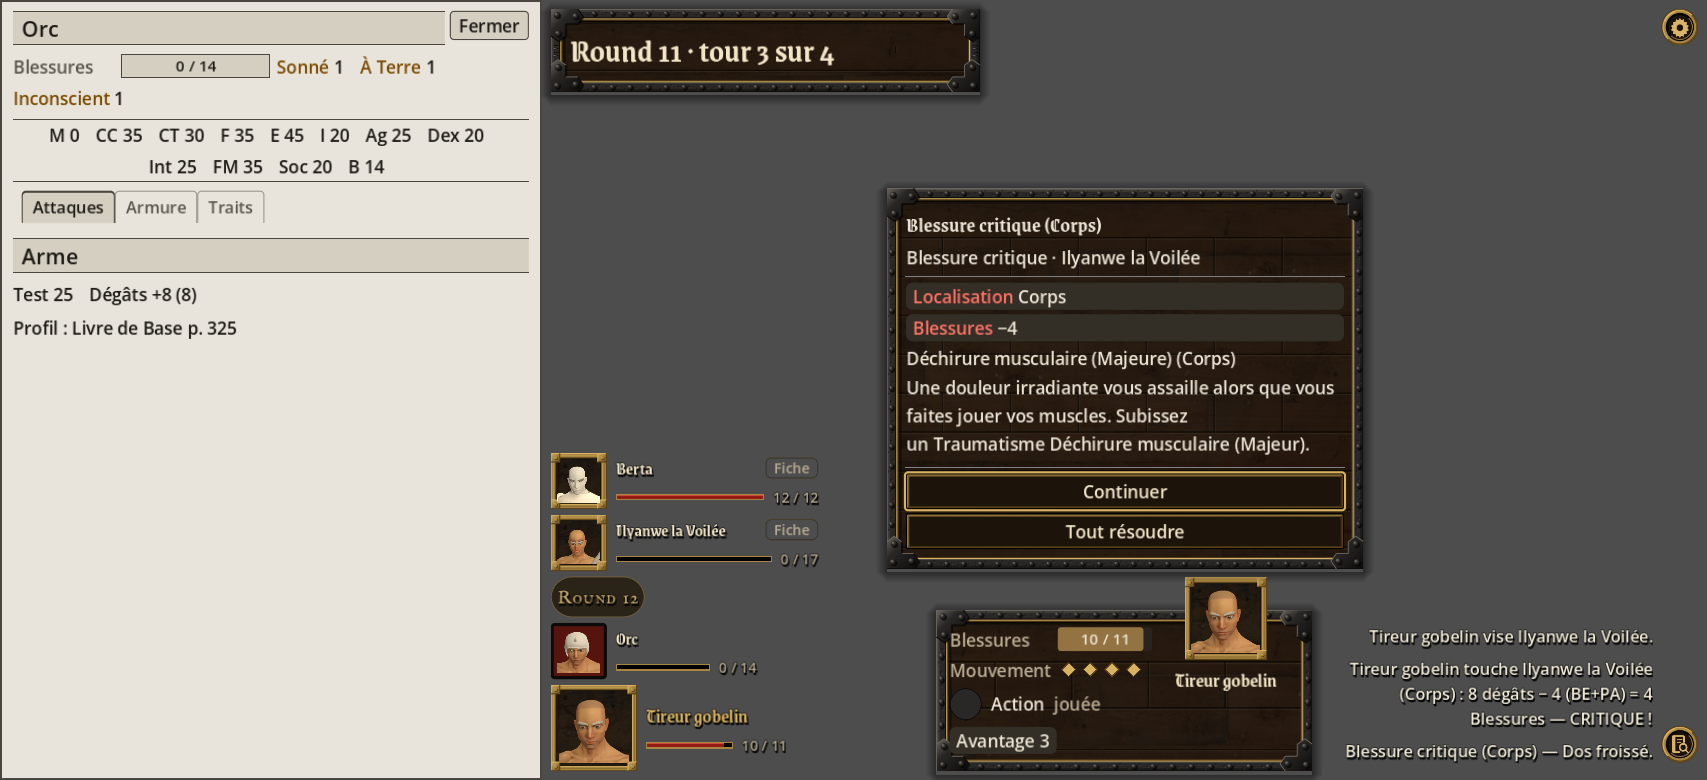 Orc
Fermer
Blessures 0 / 14 Sonné 1 À Terre 1
Inconscient 1
M 0 CC 35 CT 30 F 35 E 45 I 20 Ag 25 Dex 20
Int 25 FM 35 Soc 20 B 14
Attaques Armure Traits
Arme
Test 25 Dégâts +8 (8)
Profil : Livre de Base p. 325
Round 11 · tour 3 sur 4
Blessure critique (Corps)
Blessure critique · Ilyanwe la Voilée
Localisation Corps
Blessures −4
Déchirure musculaire (Majeure) (Corps)
Une douleur irradiante vous assaille alors que vous
faites jouer vos muscles. Subissez
un Traumatisme Déchirure musculaire (Majeur).
Continuer
Tout résoudre
Berta Fiche
12 / 12
Ilyanwe la Voilée Fiche
0 / 17
Round 12
Orc
0 / 14
Tireur gobelin
10 / 11
Blessures 10 / 11
Mouvement
Tireur gobelin
Action jouée
Avantage 3
Tireur gobelin vise Ilyanwe la Voilée.
Tireur gobelin touche Ilyanwe la Voilée
(Corps) : 8 dégâts − 4 (BE+PA) = 4
Blessures — CRITIQUE !
Blessure critique (Corps) — Dos froissé.